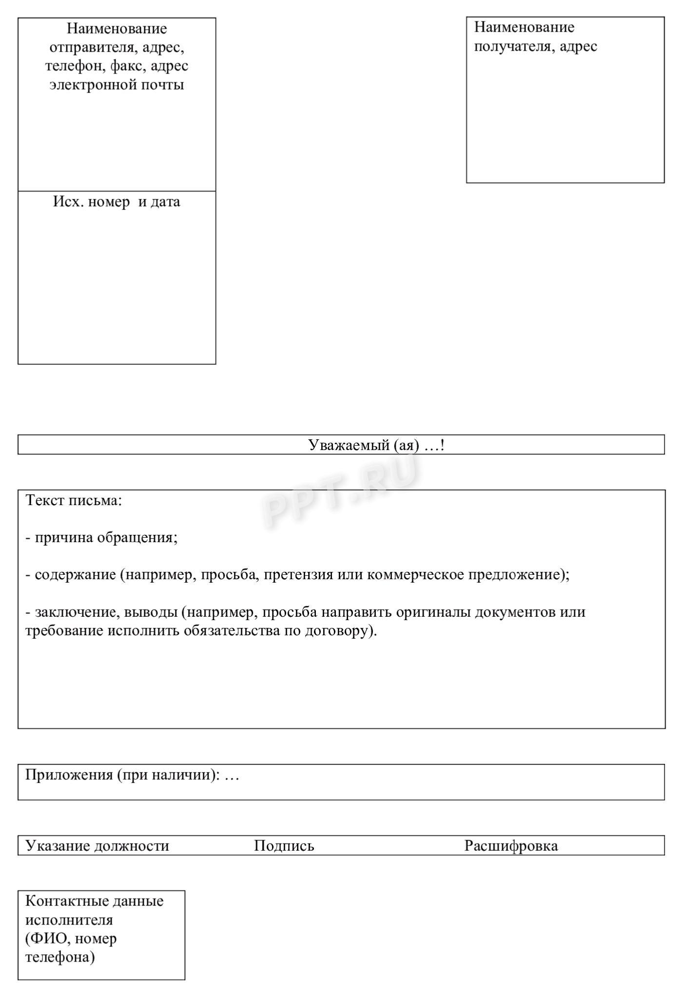 Наименование
отправителя, адрес,
телефон, факс, адрес
электронной почты
Наименование
получателя, адрес
Исх. номер  и дата
Уважаемый (ая) …!
PPT.RU
Текст письма:
- причина обращения;
- содержание (например, просьба, претензия или коммерческое предложение);
- заключение, выводы (например, просьба направить оригиналы документов или
требование исполнить обязательства по договору).
Приложения (при наличии): …
Указание должности Подпись Расшифровка
Контактные данные
исполнителя
(ФИО, номер
телефона)